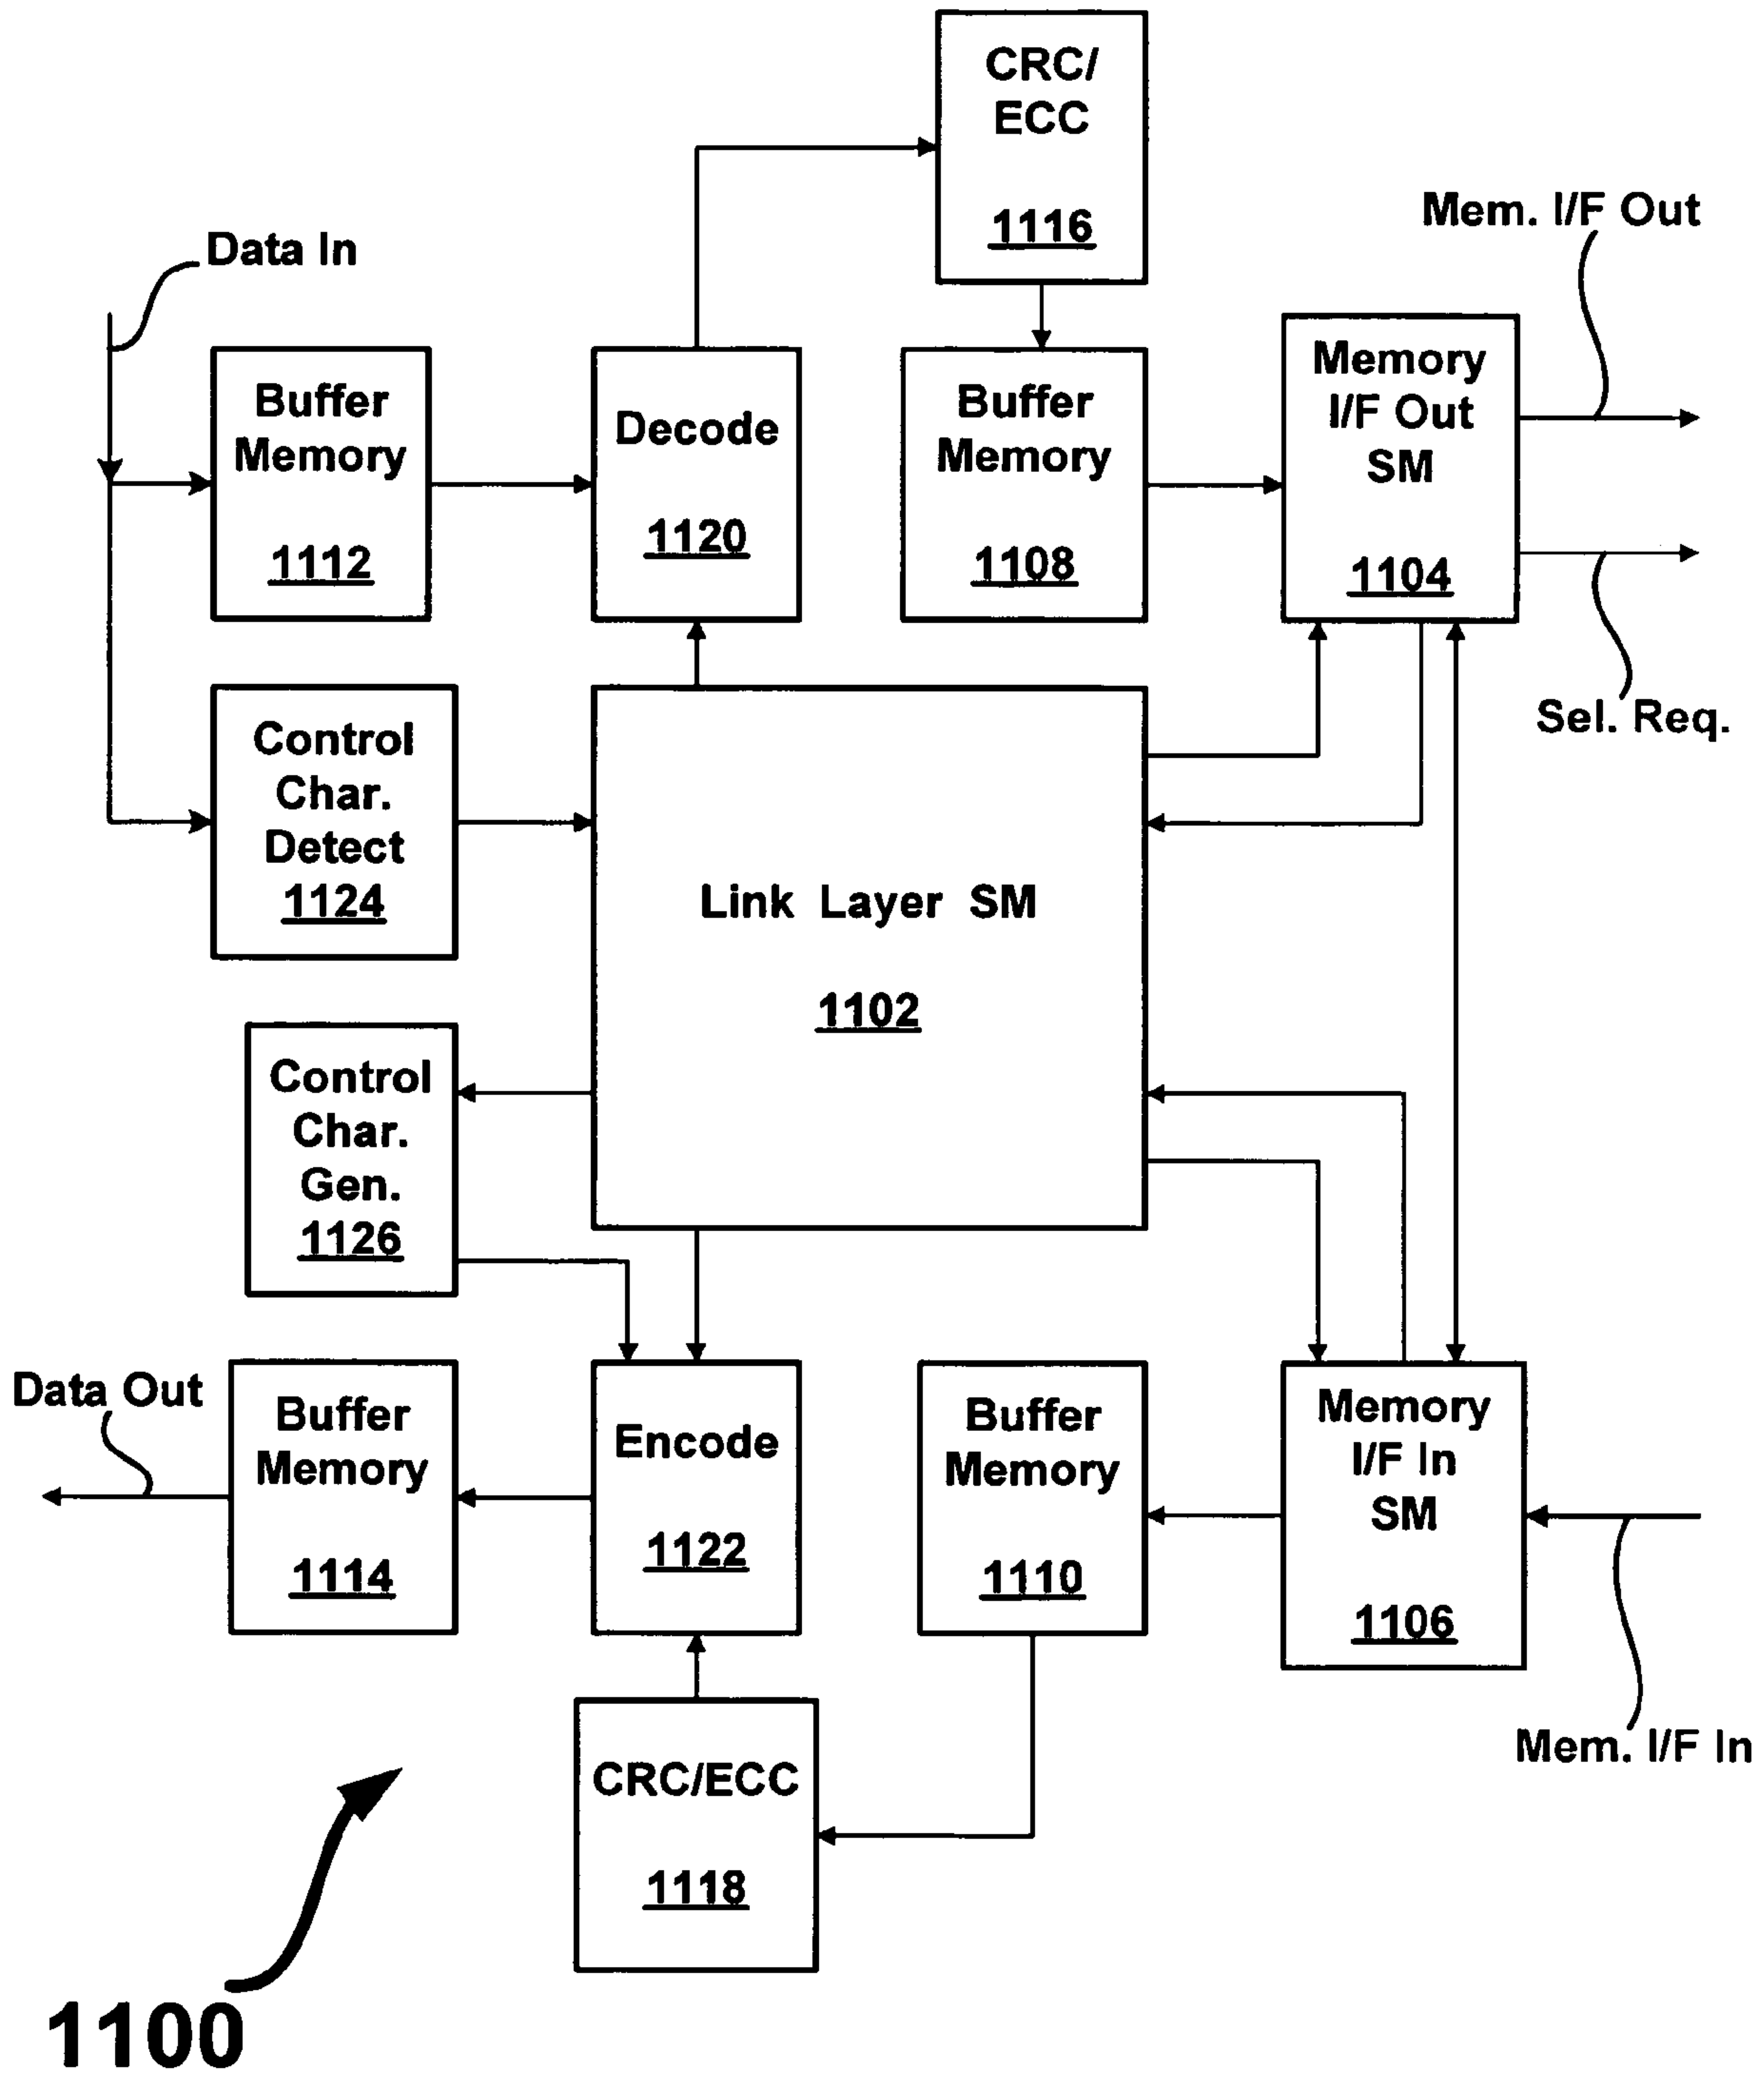 CRC/
ECC
1116
Mem. I/F Out
Data In
Buffer
Memory
1112
Decode
1120
Buffer
Memory
1108
Memory
I/F Out
SM
1104
Sel. Req.
Control
Char.
Detect
1124
Link Layer SM
1102
Control
Char.
Gen.
1126
Data Out
Buffer
Memory
1114
Encode
1122
Buffer
Memory
1110
Memory
I/F In
SM
1106
Mem. I/F In
CRC/ECC
1118
1100